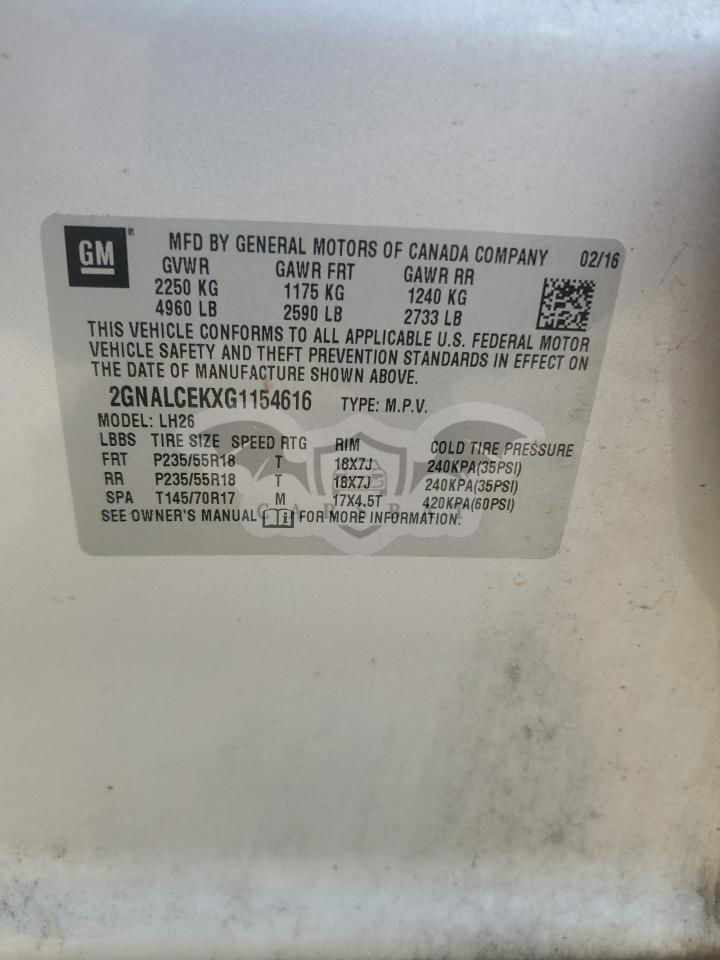 GM ®
MFD BY GENERAL MOTORS OF CANADA COMPANY 02/16
GVWR GAWR FRT GAWR RR
2250 KG 1175 KG 1240 KG
4960 LB 2590 LB 2733 LB
THIS VEHICLE CONFORMS TO ALL APPLICABLE U.S. FEDERAL MOTOR
VEHICLE SAFETY AND THEFT PREVENTION STANDARDS IN EFFECT ON
THE DATE OF MANUFACTURE SHOWN ABOVE.
2GNALCEKXG1154616 TYPE: M.P.V.
MODEL: LH26
LBBS TIRE SIZE SPEED RTG RIM COLD TIRE PRESSURE
FRT P235/55R18 T 18X7J 240KPA(35PSI)
RR P235/55R18 T 18X7J 240KPA(35PSI)
SPA T145/70R17 M 17X4.5T 420KPA(60PSI)
SEE OWNER'S MANUAL i FOR MORE INFORMATION.